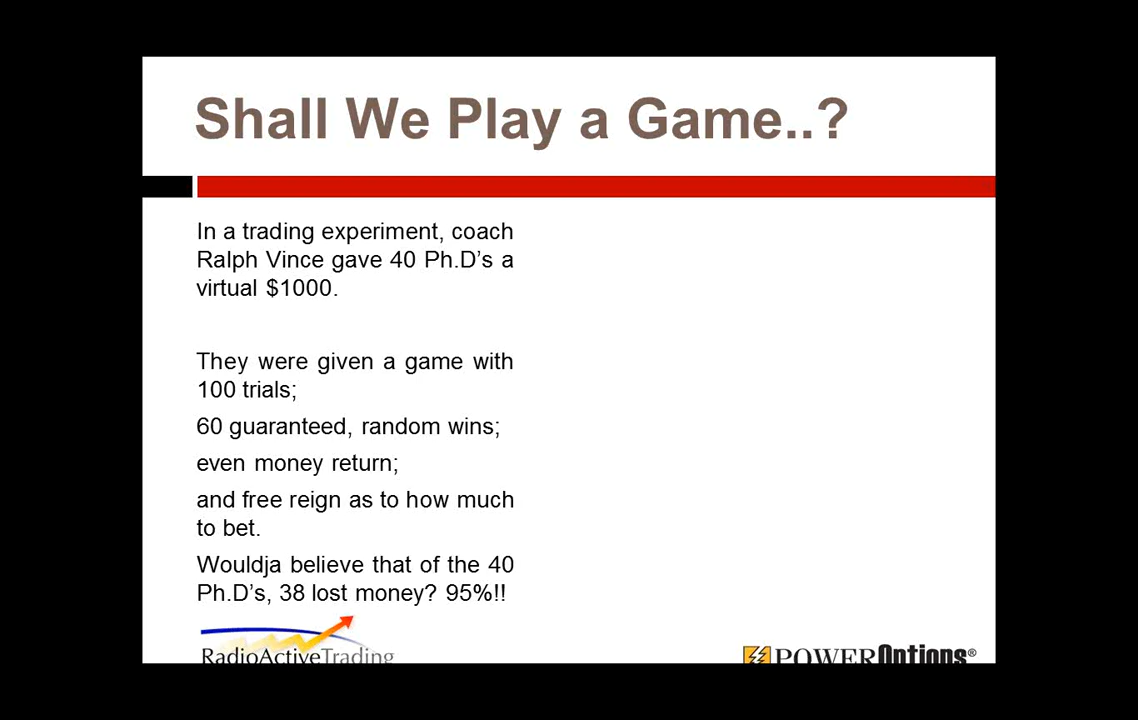 Shall We Play a Game..?
In a trading experiment, coach
Ralph Vince gave 40 Ph.D's a
virtual $1000.
They were given a game with
100 trials;
60 guaranteed, random wins;
even money return;
and free reign as to how much
to bet.
Wouldja believe that of the 40
Ph.D's, 38 lost money? 95%!!
RadioActiveTrading
POWEROptions®